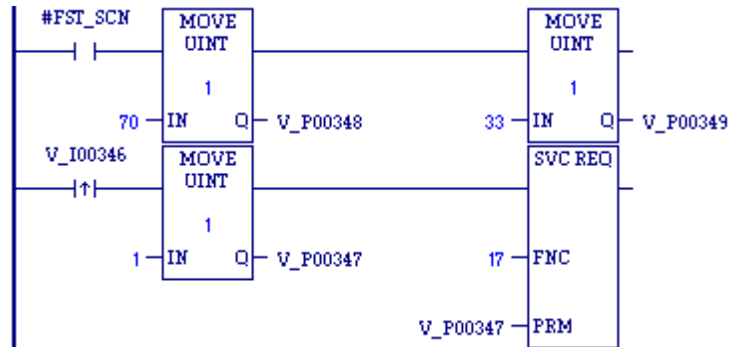 #FST_SCN
MOVE
UINT
1
70 IN Q V_P00348
MOVE
UINT
1
33 IN Q V_P00349
V_I00346
MOVE
UINT
1
1 IN Q V_P00347
SVC REQ
17 FNC
V_P00347 PRM